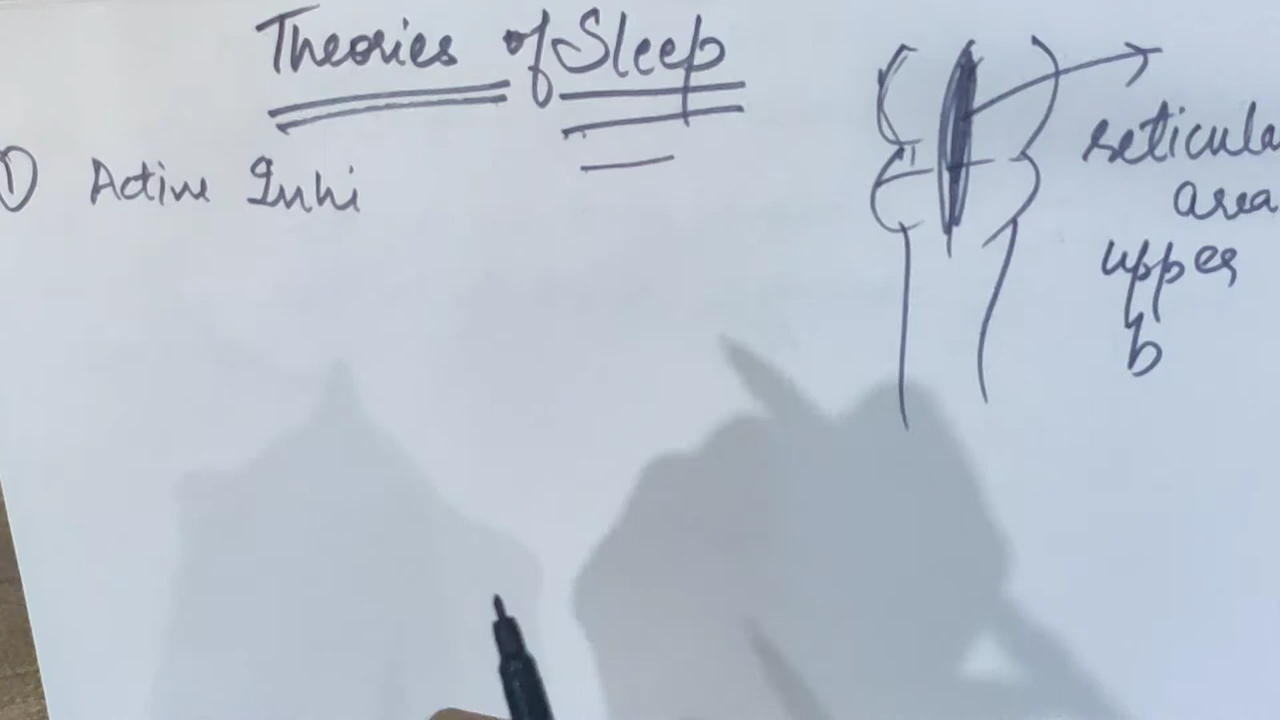 Theories of Sleep
① Active Inhi
reticula
area
upper
b